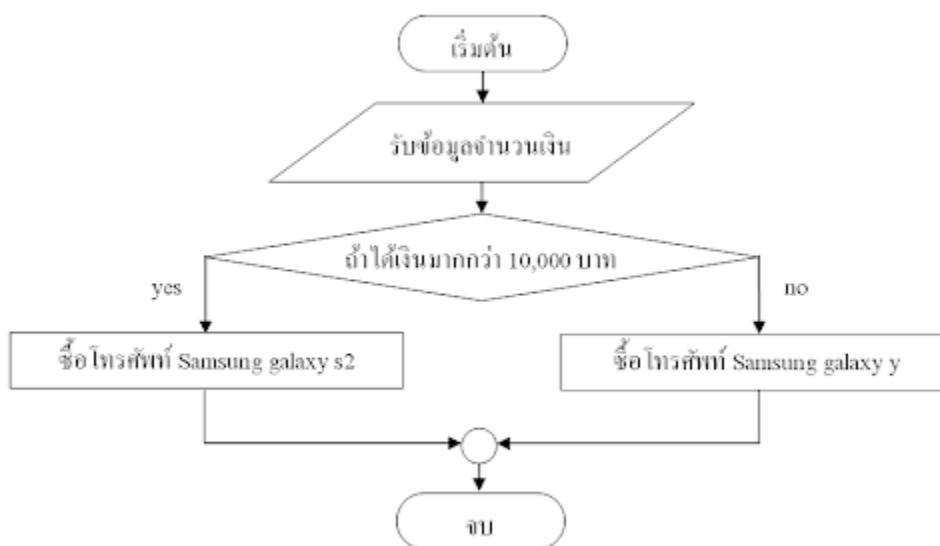 เริ่มต้น
รับข้อมูลจำนวนเงิน
ถ้าได้เงินมากกว่า 10,000 บาท
yes
no
ซื้อโทรศัพท์ Samsung galaxy s2
ซื้อโทรศัพท์ Samsung galaxy y
จบ